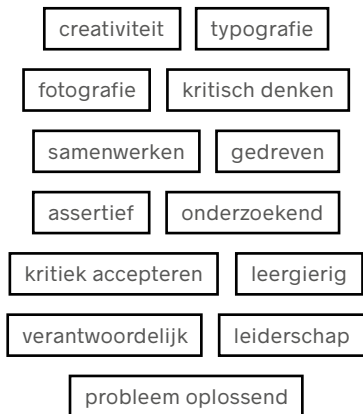 creativiteit typografie
fotografie kritisch denken
samenwerken gedreven
assertief onderzoekend
kritiek accepteren leergierig
verantwoordelijk leiderschap
probleem oplossend